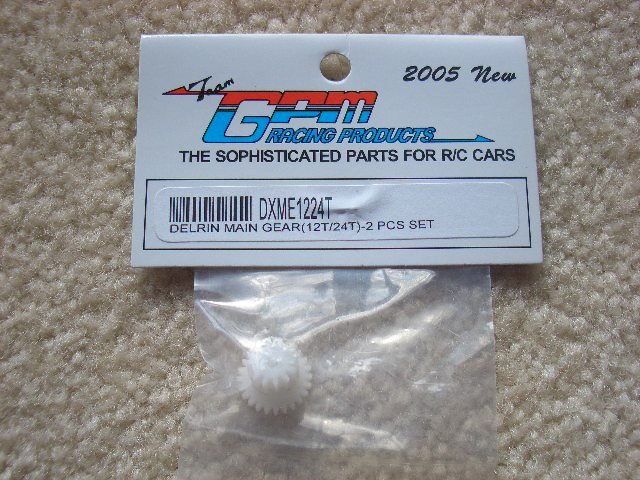 2005 New
Team
GPM
RACING PRODUCTS
THE SOPHISTICATED PARTS FOR R/C CARS
DXME1224T
DELRIN MAIN GEAR(12T/24T)-2 PCS SET